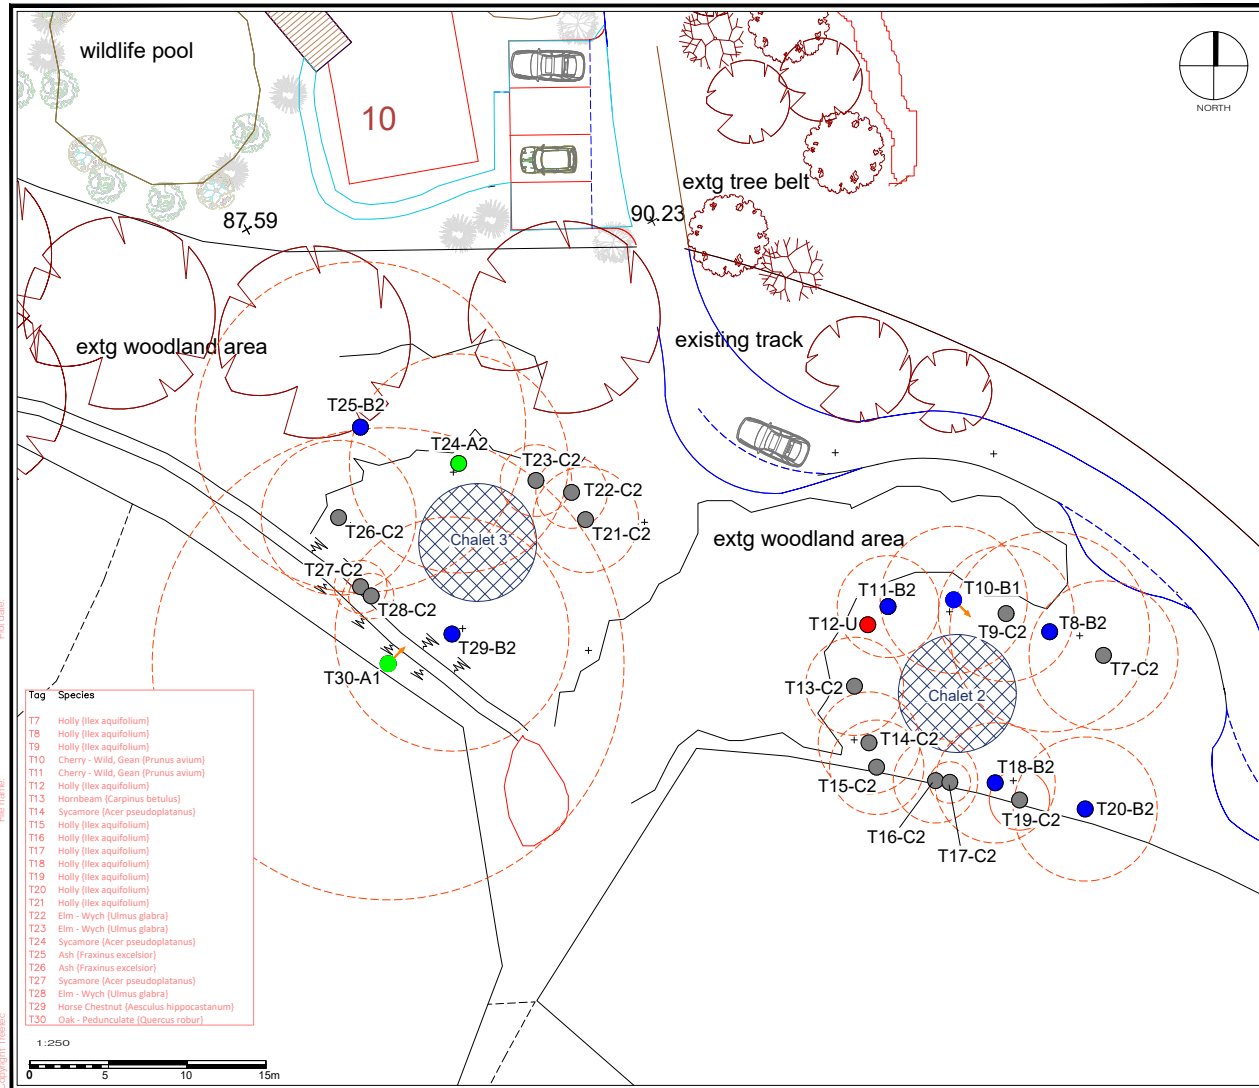 wildlife pool
10
NORTH
extg tree belt
87.59
90.23
extg woodland area
existing track
T25-B2
T24-A2
T23-C2
T22-C2
T21-C2
T26-C2
Chalet 3
extg woodland area
T27-C2
T28-C2
T11-B2
T10-B1
T12-U
T9-C2
T8-B2
T29-B2
T7-C2
T30-A1
T13-C2
Chalet 2
T14-C2
T15-C2
T18-B2
T16-C2
T19-C2
T20-B2
T17-C2
Tag Species
T7 Holly (Ilex aquifolium)
T8 Holly (Ilex aquifolium)
T9 Holly (Ilex aquifolium)
T10 Cherry - Wild, Gean (Prunus avium)
T11 Cherry - Wild, Gean (Prunus avium)
T12 Holly (Ilex aquifolium)
T13 Hornbeam (Carpinus betulus)
T14 Sycamore (Acer pseudoplatanus)
T15 Holly (Ilex aquifolium)
T16 Holly (Ilex aquifolium)
T17 Holly (Ilex aquifolium)
T18 Holly (Ilex aquifolium)
T19 Holly (Ilex aquifolium)
T20 Holly (Ilex aquifolium)
T21 Holly (Ilex aquifolium)
T22 Elm - Wych (Ulmus glabra)
T23 Elm - Wych (Ulmus glabra)
T24 Sycamore (Acer pseudoplatanus)
T25 Ash (Fraxinus excelsior)
T26 Ash (Fraxinus excelsior)
T27 Sycamore (Acer pseudoplatanus)
T28 Elm - Wych (Ulmus glabra)
T29 Horse Chestnut (Aesculus hippocastanum)
T30 Oak - Pedunculate (Quercus robur)
1:250
0 5 10 15m